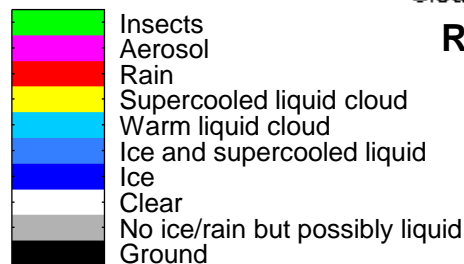 R
Insects
Aerosol
Rain
Supercooled liquid cloud
Warm liquid cloud
Ice and supercooled liquid
Ice
Clear
No ice/rain but possibly liquid
Ground